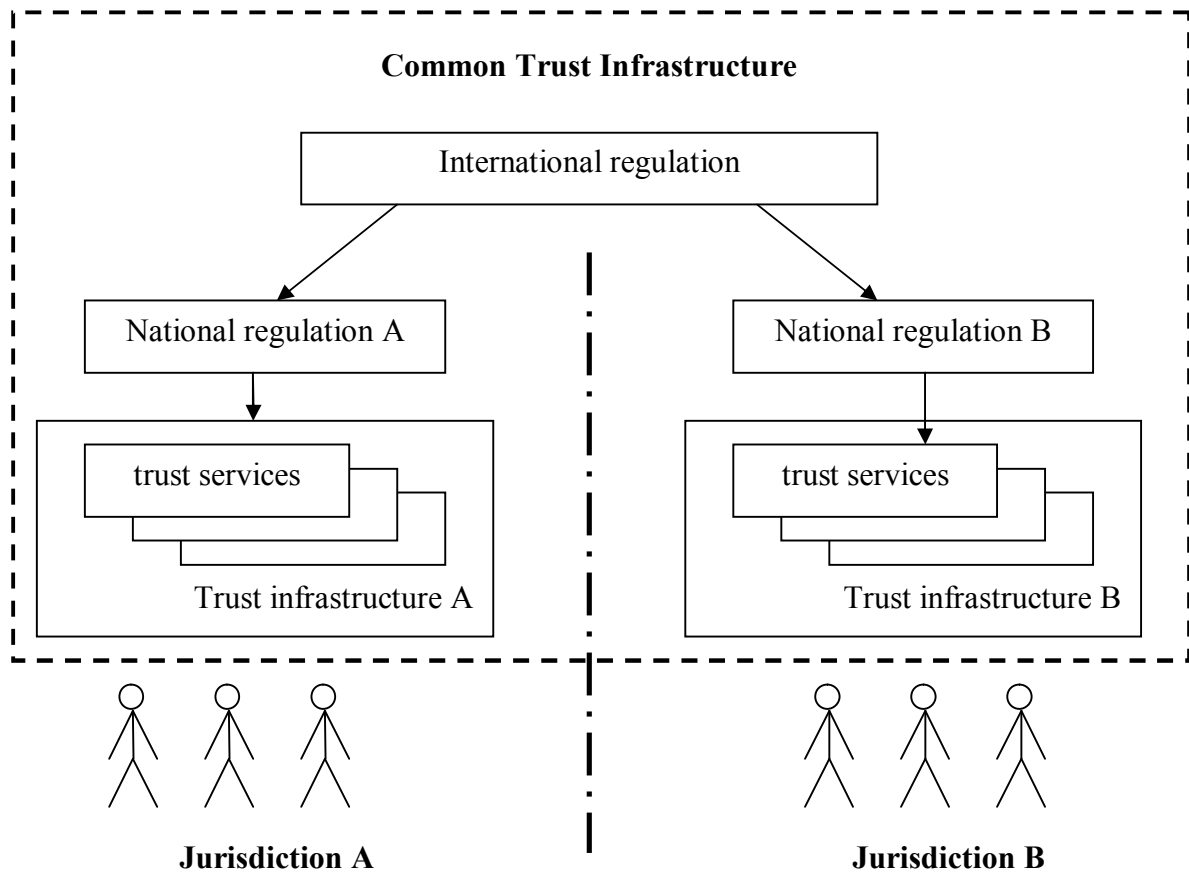 Common Trust Infrastructure
International regulation
National regulation A
National regulation B
trust services
trust services
Trust infrastructure A
Trust infrastructure B
Jurisdiction A
Jurisdiction B